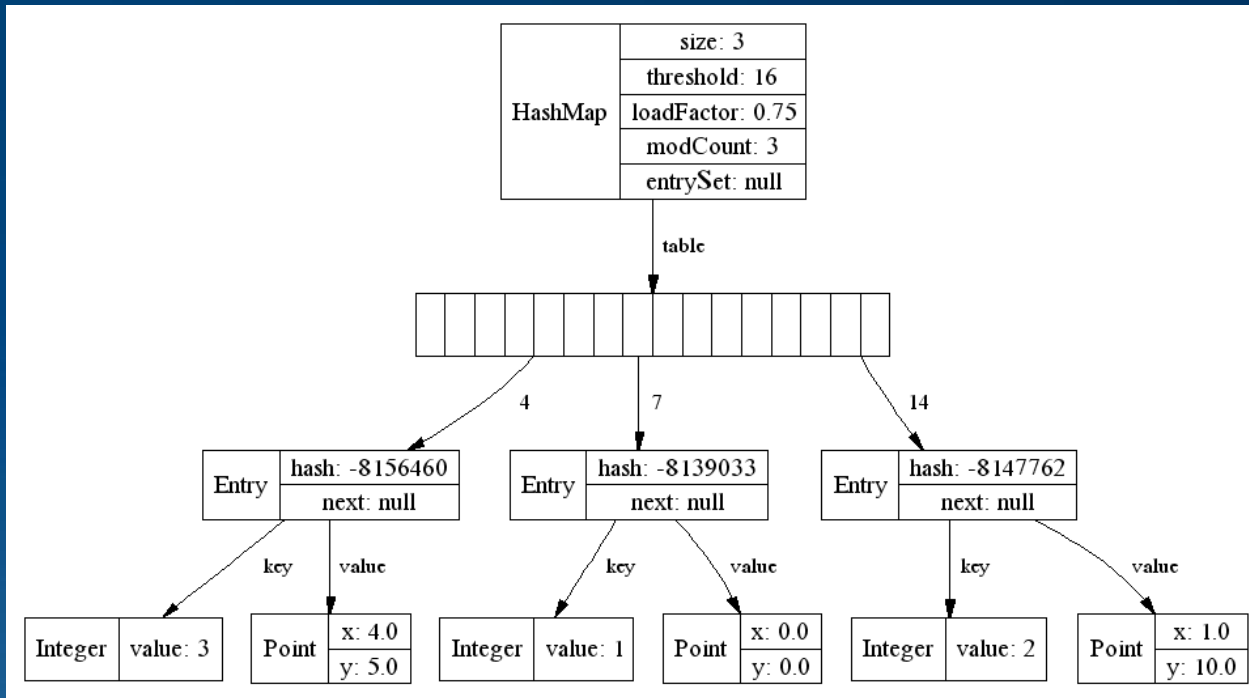 HashMap
size: 3
threshold: 16
loadFactor: 0.75
modCount: 3
entrySet: null
table
4
7
14
Entry
hash: -8156460
next: null
Entry
hash: -8139033
next: null
Entry
hash: -8147762
next: null
key
value
key
value
key
value
Integer
value: 3
Point
x: 4.0
y: 5.0
Integer
value: 1
Point
x: 0.0
y: 0.0
Integer
value: 2
Point
x: 1.0
y: 10.0